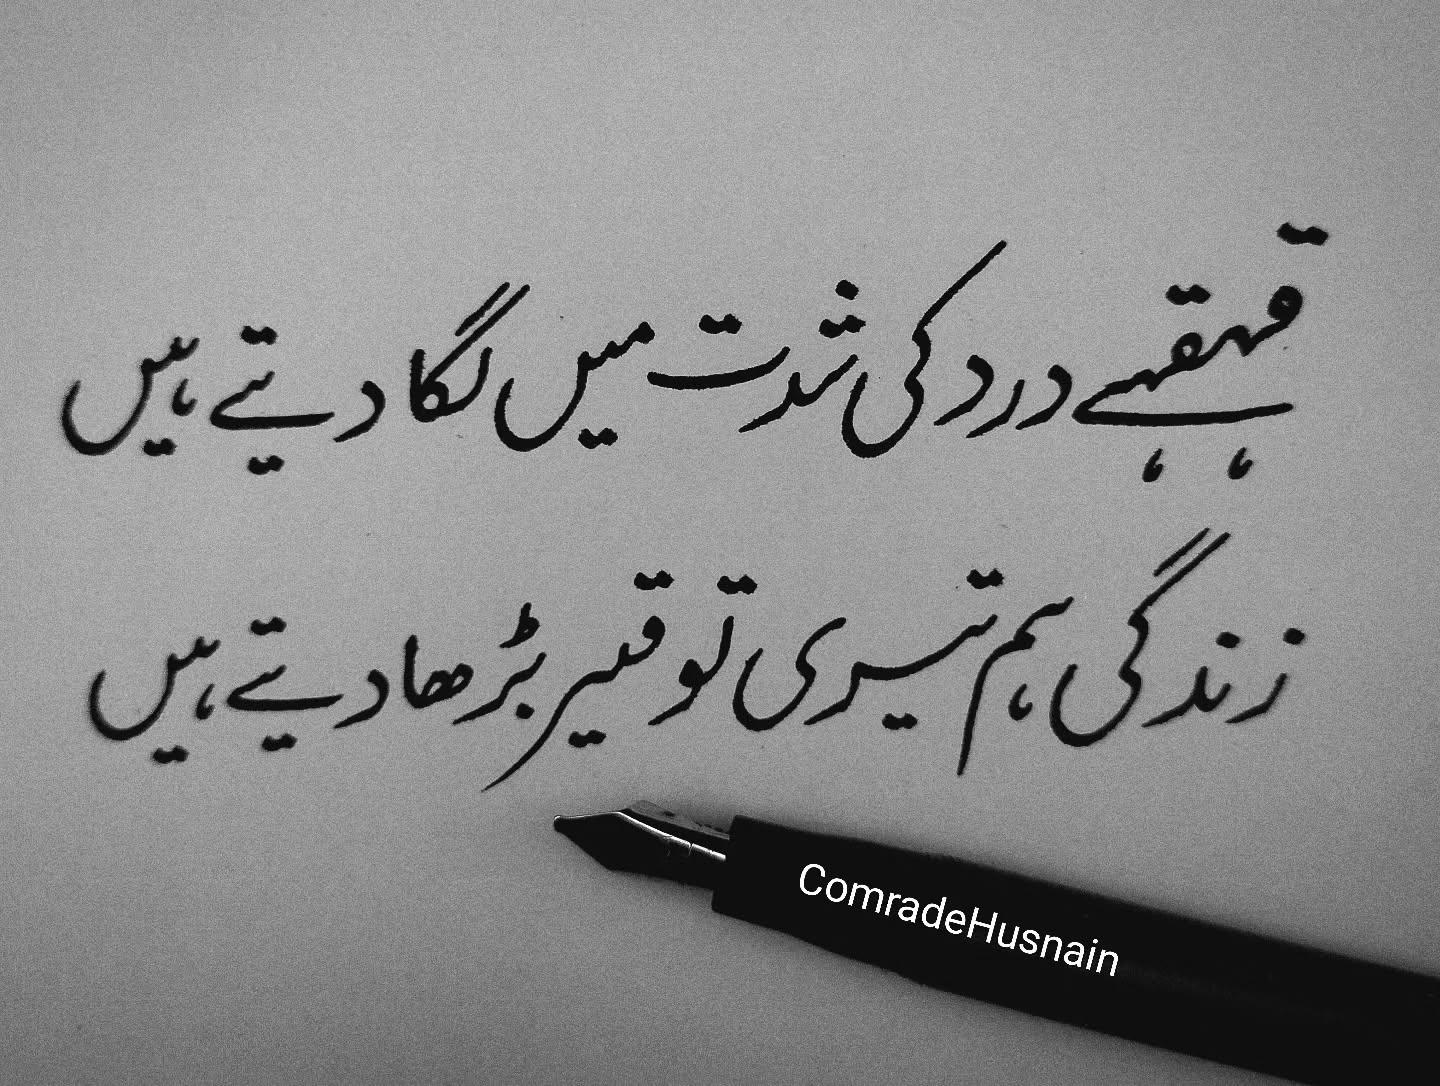 قہقہے درد کی شدت میں لگا دیتے ہیں
زندگی ہم تیری توقیر بڑھا دیتے ہیں
ComradeHusnain